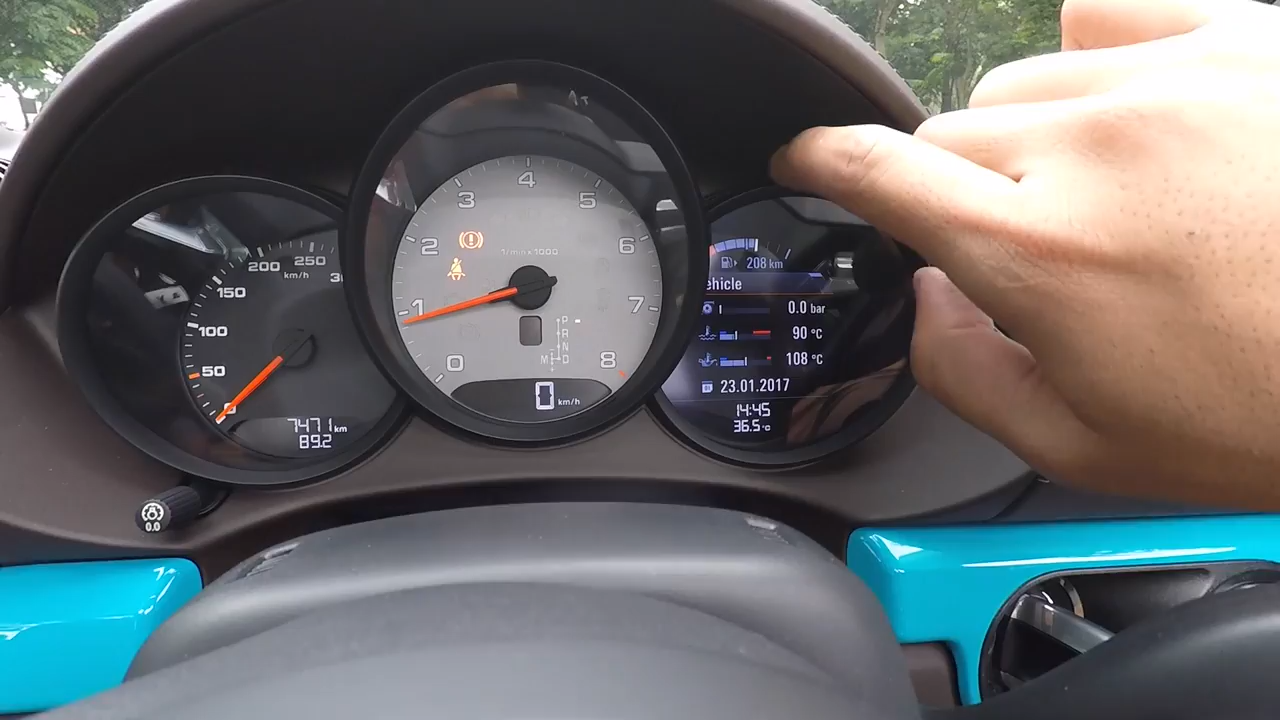 50
100
150
200
250
km/h
7471 km
89.2
0.0
0
1
2
3
4
5
6
7
8
1/min x1000
P
R
N
M D
0 km/h
208 km
ehicle
0.0 bar
90 °C
108 °C
23.01.2017
14:45
36.5°C